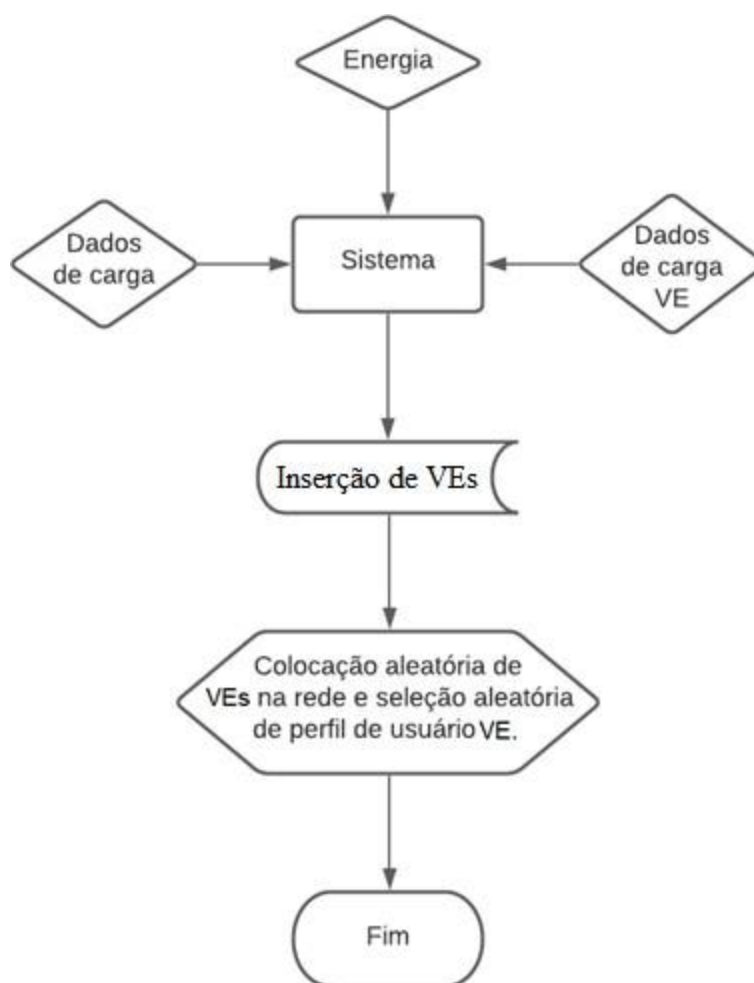 Energia
Dados
de carga
Sistema
Dados
de carga
VE
Inserção de VEs
Colocação aleatória de
VEs na rede e seleção aleatória
de perfil de usuário VE.
Fim